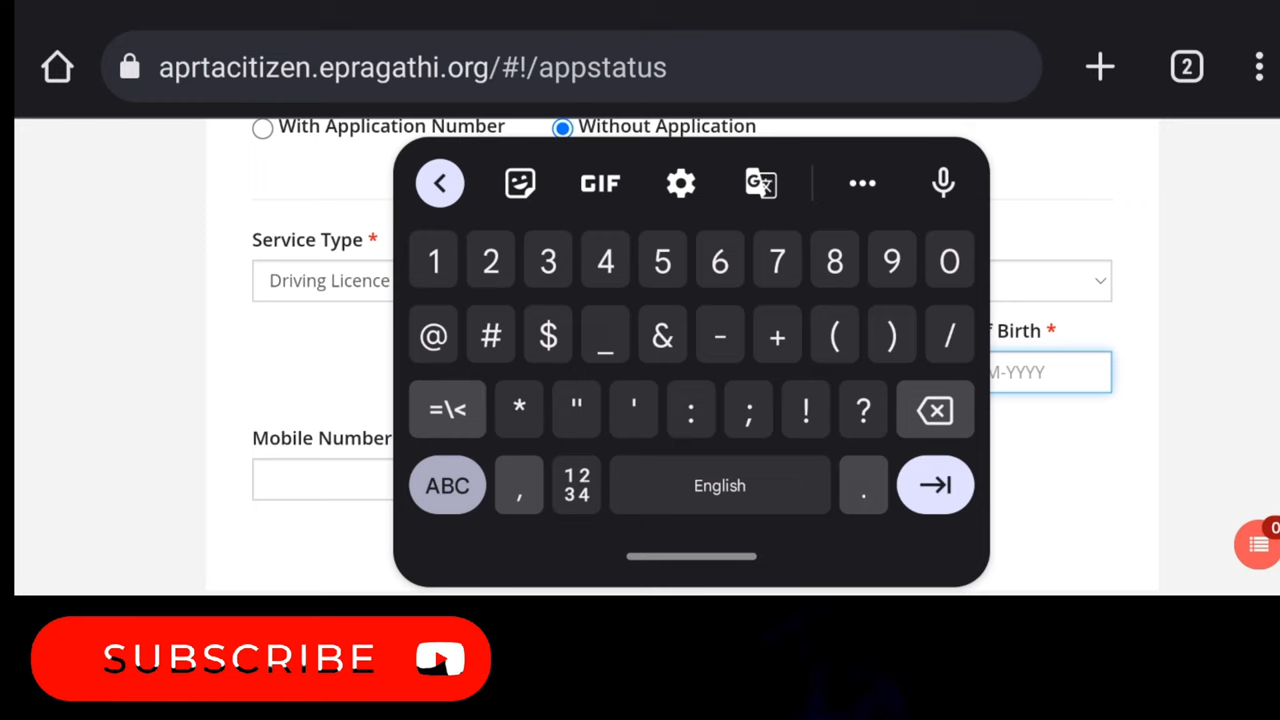 aprtacitizen.epragathi.org/#!/appstatus
2
With Application Number
Without Application
GIF
Service Type *
1 2 3 4 5 6 7 8 9 0
Driving Licence
@ # $ _ & - + ( ) /
f Birth *
M-YYYY
=\< * " ' : ; ! ?
Mobile Number
ABC , 12 34 English .
0
SUBSCRIBE